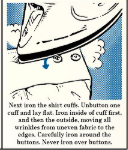 Next iron the shirt cuffs. Unbutton one
cuff and lay flat. Iron inside of cuff first,
and then the outside, moving all
wrinkles from uneven fabric to the
edges. Carefully iron around the
buttons. Never iron over buttons.